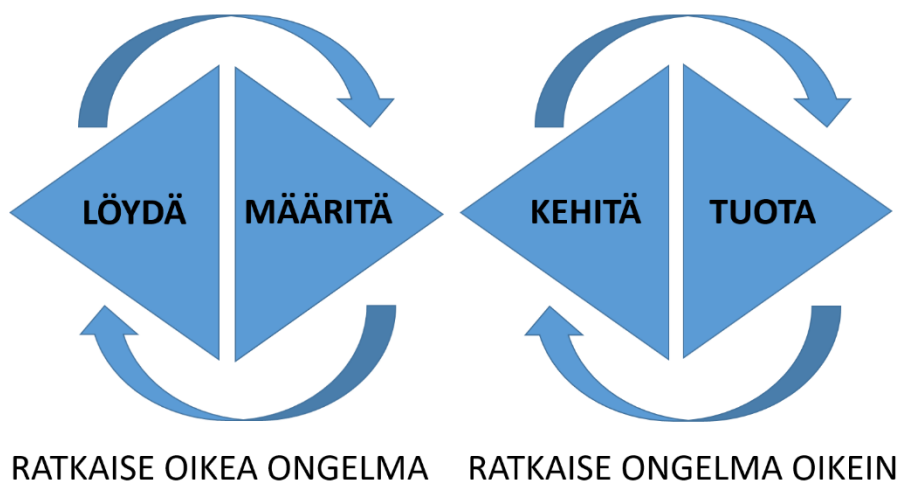 LÖYDÄ MÄÄRITÄ KEHITÄ TUOTA
RATKAISE OIKEA ONGELMA RATKAISE ONGELMA OIKEIN